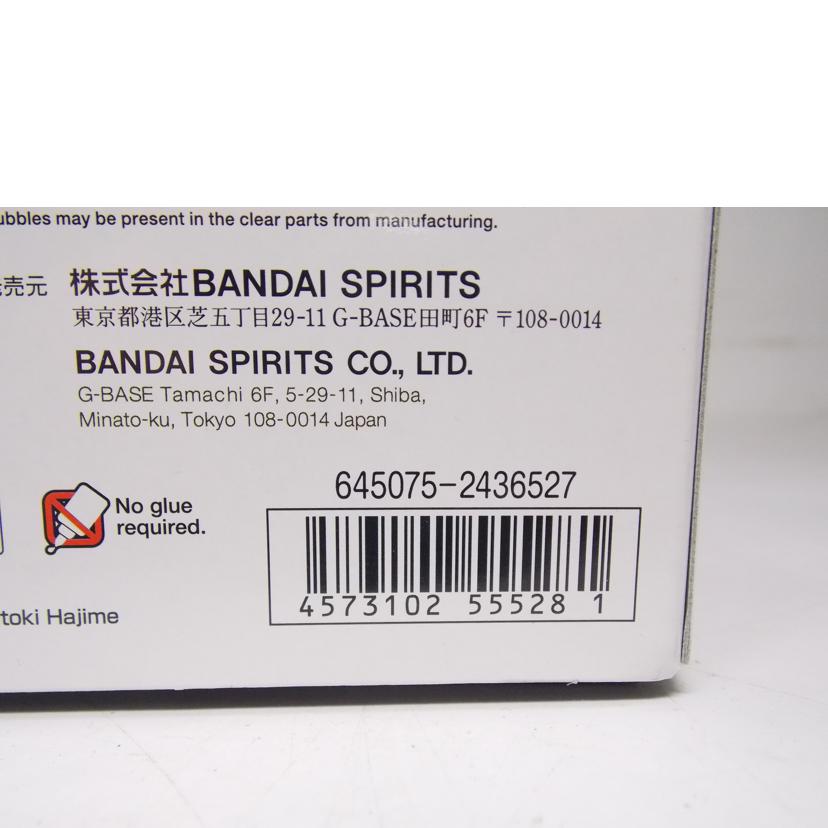 ubbles may be present in the clear parts from manufacturing.
売元 株式会社BANDAI SPIRITS
東京都港区芝五丁目29-11 G-BASE田町6F 〒108-0014
BANDAI SPIRITS CO., LTD.
G-BASE Tamachi 6F, 5-29-11, Shiba,
Minato-ku, Tokyo 108-0014 Japan
645075-2436527
No glue
required.
4573102 55528 1
toki Hajime